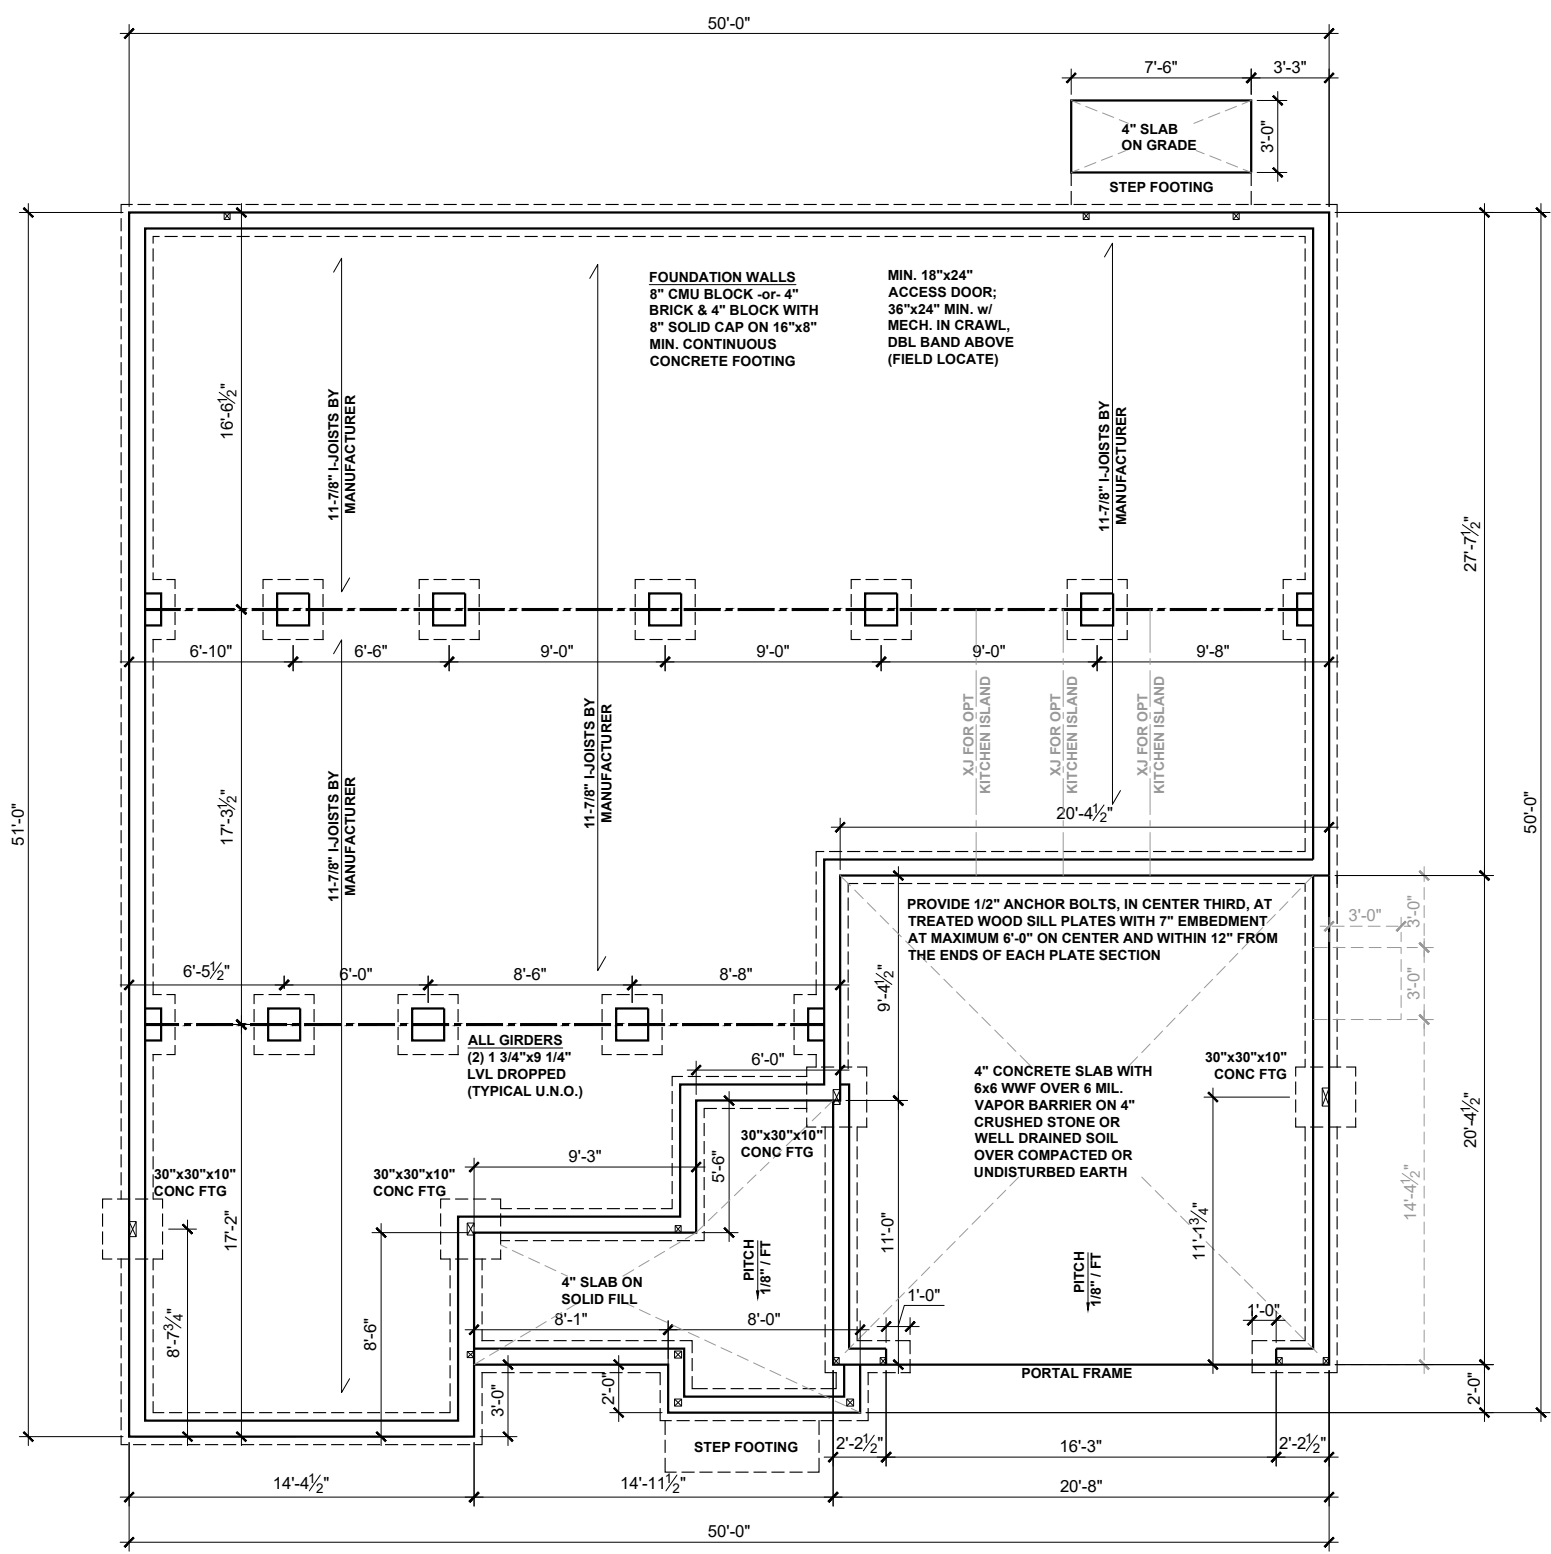 50'-0"
7'-6"
3'-3"
4" SLAB
ON GRADE
3'-0"
STEP FOOTING
FOUNDATION WALLS
8" CMU BLOCK -or- 4"
BRICK & 4" BLOCK WITH
8" SOLID CAP ON 16"x8"
MIN. CONTINUOUS
CONCRETE FOOTING
MIN. 18"x24"
ACCESS DOOR;
36"x24" MIN. w/
MECH. IN CRAWL,
DBL BAND ABOVE
(FIELD LOCATE)
16'-6½"
11-7/8" I-JOISTS BY
MANUFACTURER
11-7/8" I-JOISTS BY
MANUFACTURER
27'-7½"
6'-10"
6'-6"
9'-0"
9'-0"
9'-0"
9'-8"
XJ FOR OPT
KITCHEN ISLAND
XJ FOR OPT
KITCHEN ISLAND
XJ FOR OPT
KITCHEN ISLAND
11-7/8" I-JOISTS BY
MANUFACTURER
11-7/8" I-JOISTS BY
MANUFACTURER
51'-0"
17'-3½"
50'-0"
20'-4½"
PROVIDE 1/2" ANCHOR BOLTS, IN CENTER THIRD, AT
TREATED WOOD SILL PLATES WITH 7" EMBEDMENT
AT MAXIMUM 6'-0" ON CENTER AND WITHIN 12" FROM
THE ENDS OF EACH PLATE SECTION
3'-0"
3'-0"
3'-0"
6'-5½"
6'-0"
8'-6"
8'-8"
9'-4½"
ALL GIRDERS
(2) 1 3/4"x9 1/4"
LVL DROPPED
(TYPICAL U.N.O.)
6'-0"
4" CONCRETE SLAB WITH
6x6 WWF OVER 6 MIL.
VAPOR BARRIER ON 4"
CRUSHED STONE OR
WELL DRAINED SOIL
OVER COMPACTED OR
UNDISTURBED EARTH
30"x30"x10"
CONC FTG
20'-4½"
30"x30"x10"
CONC FTG
9'-3"
5'-6"
30"x30"x10"
CONC FTG
30"x30"x10"
CONC FTG
14'-4½"
17'-2"
11'-0"
11'-1¾"
PITCH
1/8" / FT
PITCH
1/8" / FT
4" SLAB ON
SOLID FILL
8'-7¾"
8'-6"
8'-1"
8'-0"
1'-0"
1'-0"
PORTAL FRAME
3'-0"
2'-0"
2'-0"
STEP FOOTING
2'-2½"
16'-3"
2'-2½"
14'-4½"
14'-11½"
20'-8"
50'-0"